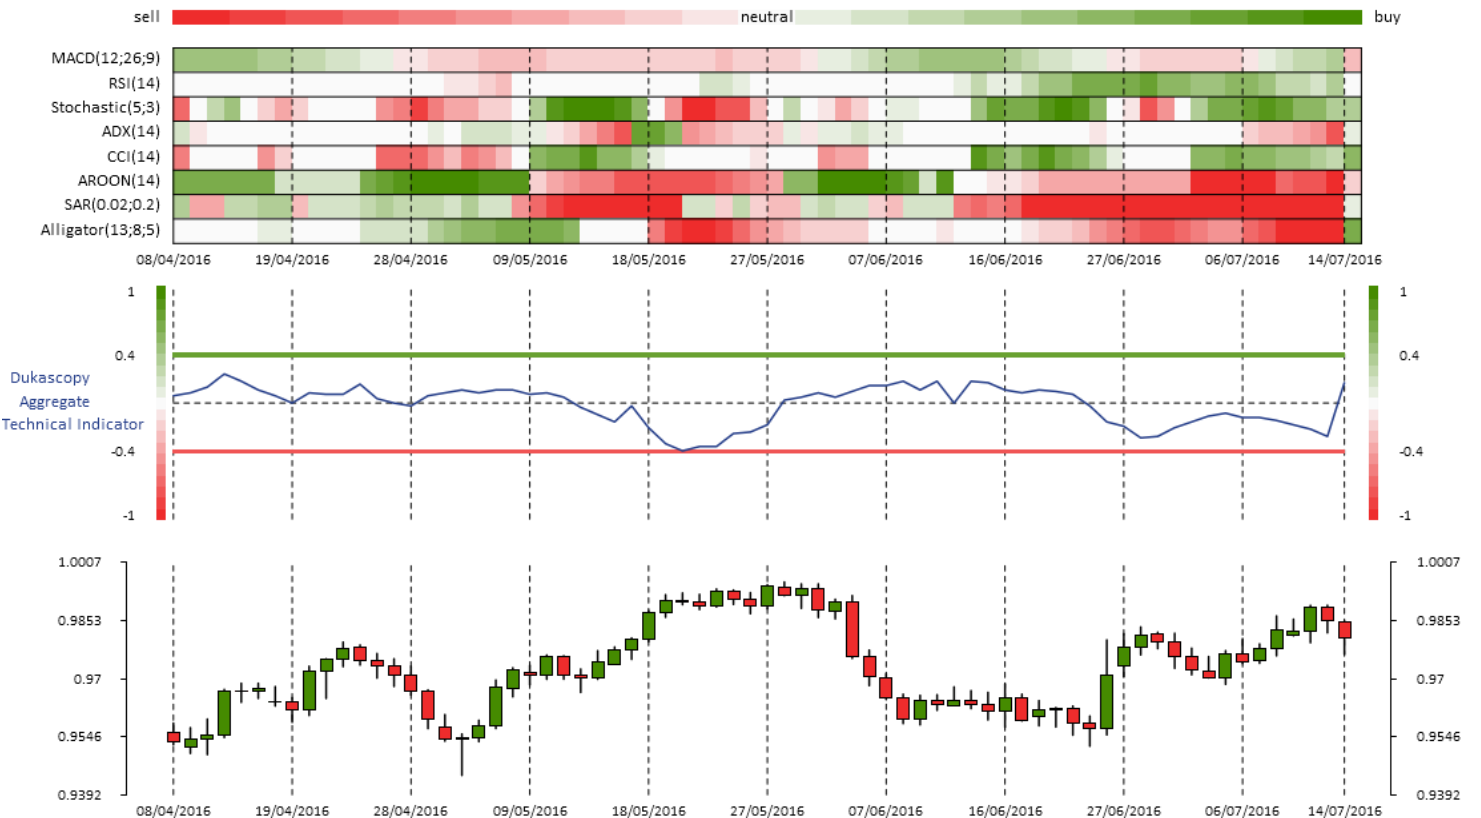 sell neutral buy
MACD(12;26;9)
RSI(14)
Stochastic(5;3)
ADX(14)
CCI(14)
AROON(14)
SAR(0.02;0.2)
Alligator(13;8;5)
08/04/2016 19/04/2016 28/04/2016 09/05/2016 18/05/2016 27/05/2016 07/06/2016 16/06/2016 27/06/2016 06/07/2016 14/07/2016
1 1
0.4 0.4
Dukascopy
Aggregate
Technical Indicator
-0.4 -0.4
-1 -1
1.0007 1.0007
0.9853 0.9853
0.97 0.97
0.9546 0.9546
0.9392 0.9392
08/04/2016 19/04/2016 28/04/2016 09/05/2016 18/05/2016 27/05/2016 07/06/2016 16/06/2016 27/06/2016 06/07/2016 14/07/2016